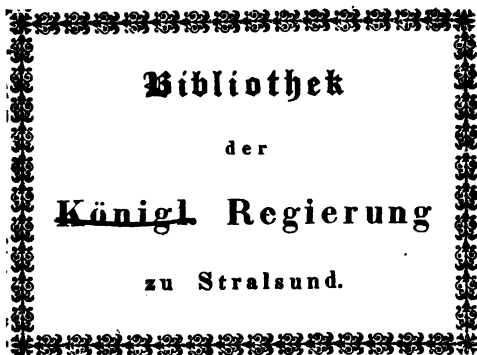 Bibliothek
der
Königl. Regierung
zu Stralsund.